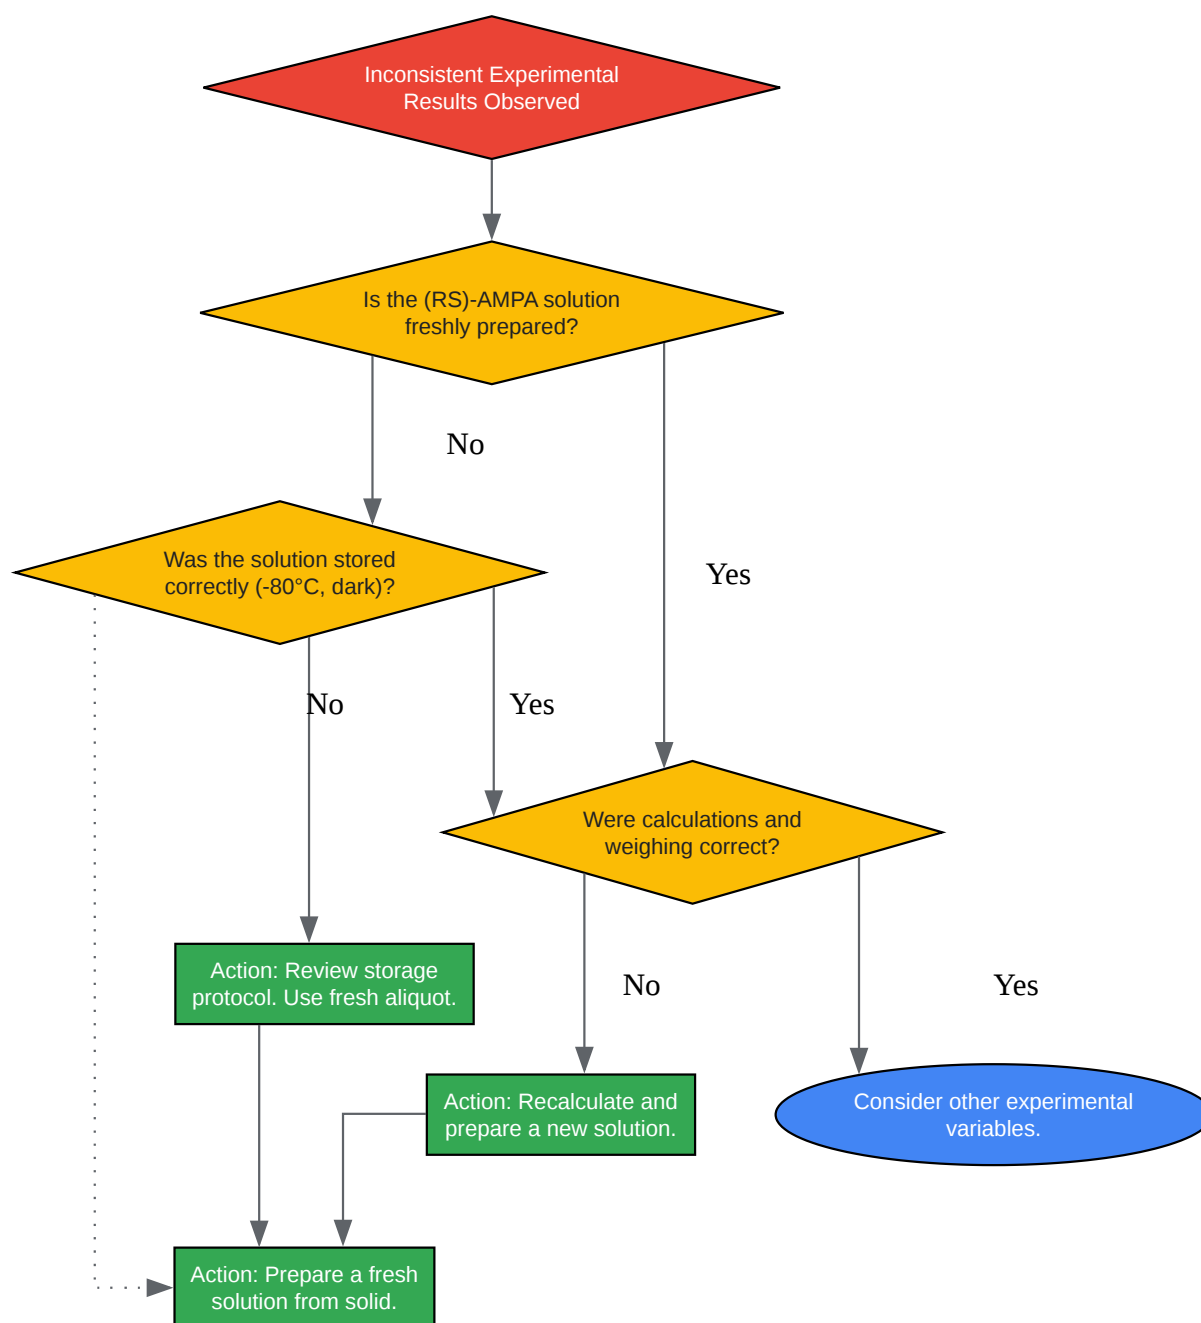 Inconsistent Experimental
Results Observed
Is the (RS)-AMPA solution
freshly prepared?
No
Was the solution stored
correctly (-80°C, dark)?
Yes
No
Yes
Were calculations and
weighing correct?
Action: Review storage
protocol. Use fresh aliquot.
No
Yes
Action: Recalculate and
prepare a new solution.
Consider other experimental
variables.
Action: Prepare a fresh
solution from solid.